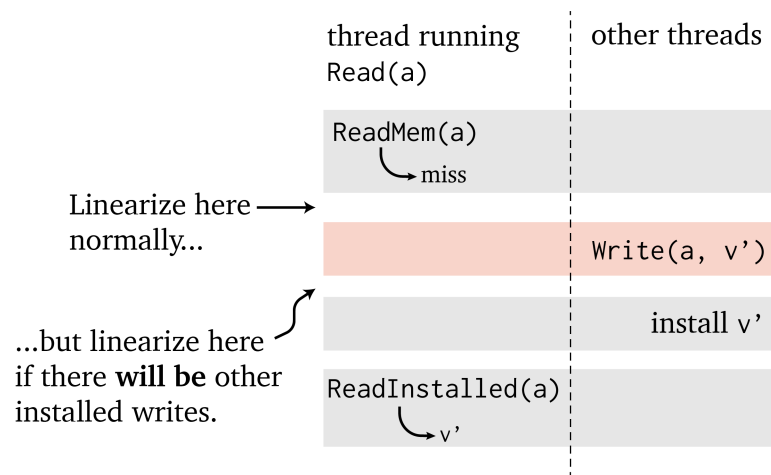 thread running
Read(a)
other threads
ReadMem(a)
miss
Linearize here
normally...
Write(a, v’)
...but linearize here
if there will be other
installed writes.
install v’
ReadInstalled(a)
v’